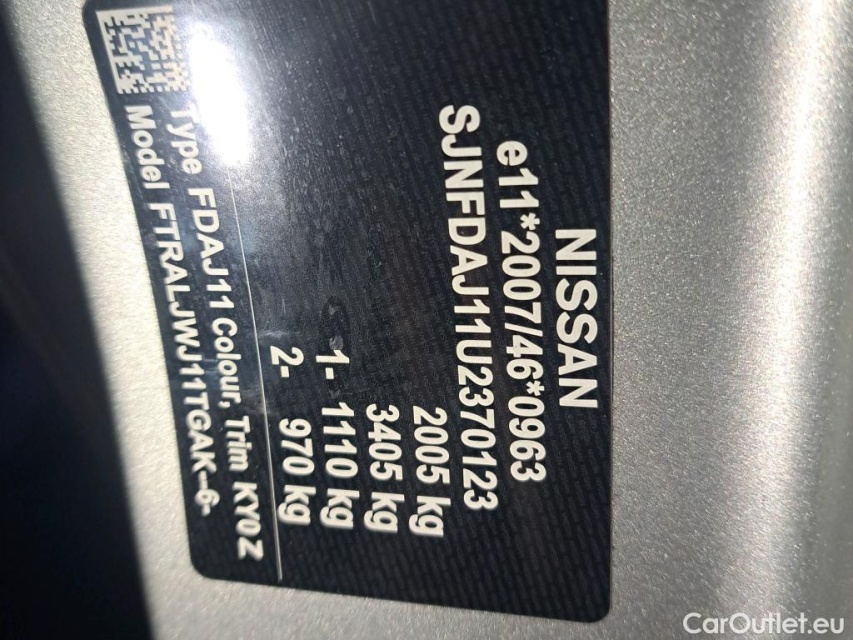 NISSAN
e11*2007/46*0963
SJNFDAJ11U2370123
2005 kg
3405 kg
1- 1110 kg
2- 970 kg
Type FDAJ11 Colour, Trim KY0 Z
Model FTRALJWJ11TGAK-6-
CarOutlet.eu